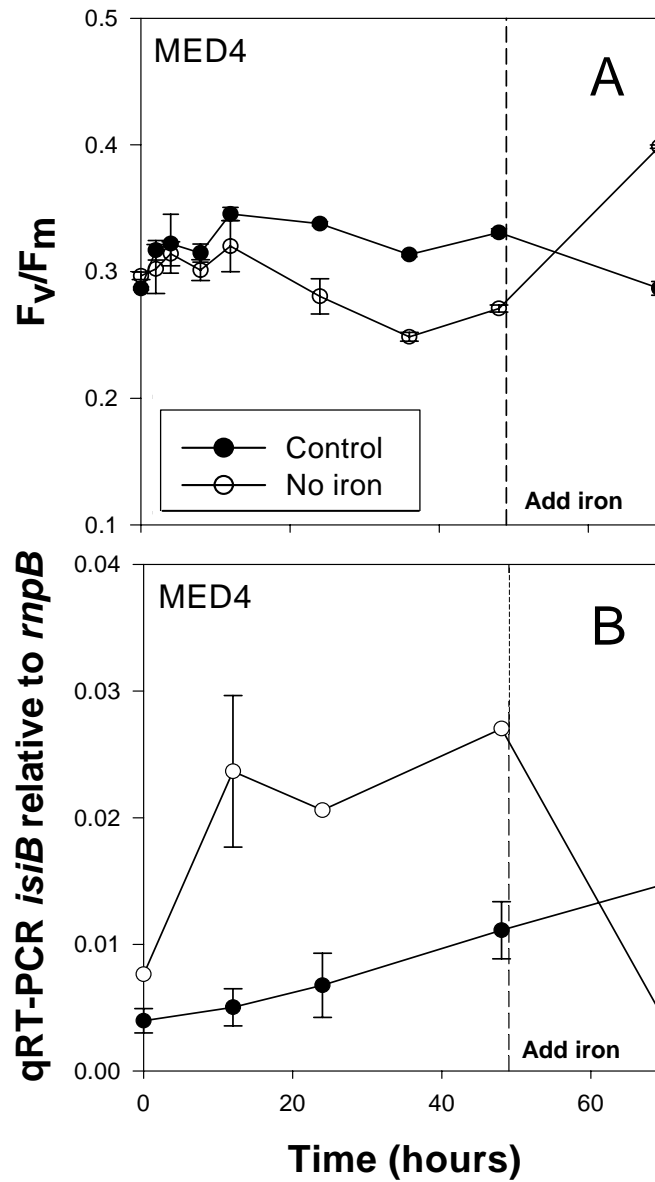 0.5
MED4
A
0.4
0.3
0.2
0.1
Fv/Fm
Control
No iron
Add iron
0.04
MED4
B
0.03
0.02
0.01
0.00
qRT-PCR isiB relative to rnpB
Add iron
0 20 40 60
Time (hours)